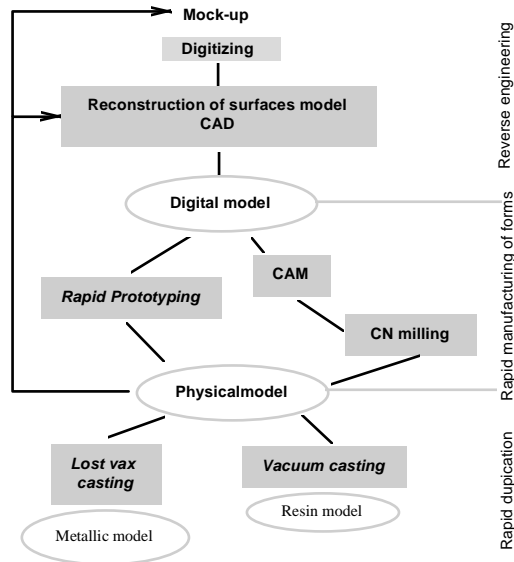 Mock-up
Digitizing
Reconstruction of surfaces model
CAD
Digital model
Rapid Prototyping
CAM
CN milling
Physicalmodel
Lost vax
casting
Vacuum casting
Metallic model
Resin model
Reverse engineering
Rapid manufacturing of forms
Rapid dupication